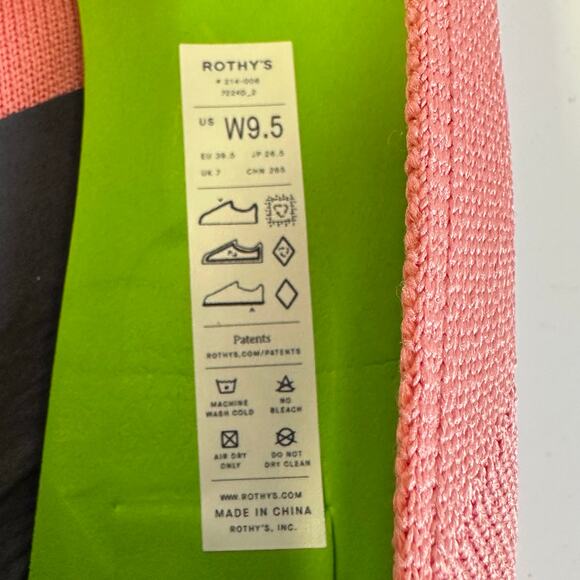 ROTHY'S
# 214-006
72240_2
US W9.5
EU 39.5 JP 26.5
UK 7 CHN 265
Patents
ROTHYS.COM/PATENTS
MACHINE WASH COLD
NO BLEACH
AIR DRY ONLY
DO NOT DRY CLEAN
WWW.ROTHYS.COM
MADE IN CHINA
ROTHY'S, INC.